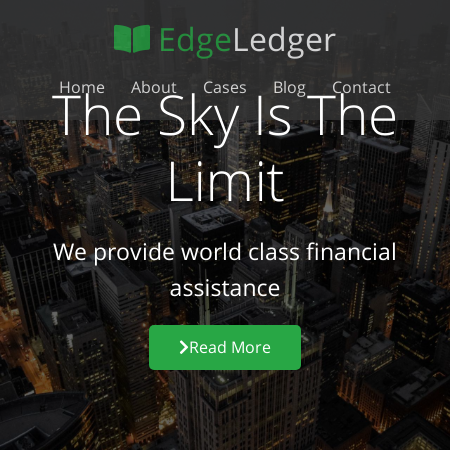 EdgeLedger
Home About Cases Blog Contact
The Sky Is The
Limit
We provide world class financial
assistance
Read More